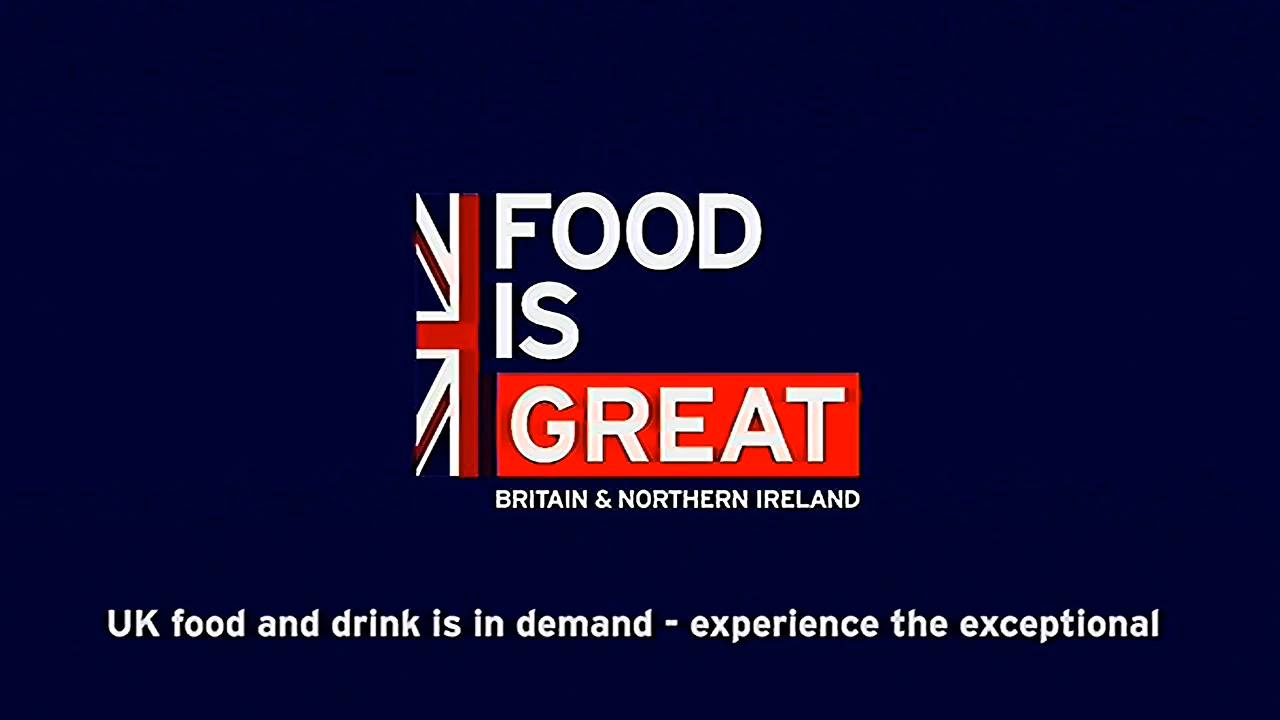 FOOD
IS
GREAT
BRITAIN & NORTHERN IRELAND
UK food and drink is in demand - experience the exceptional